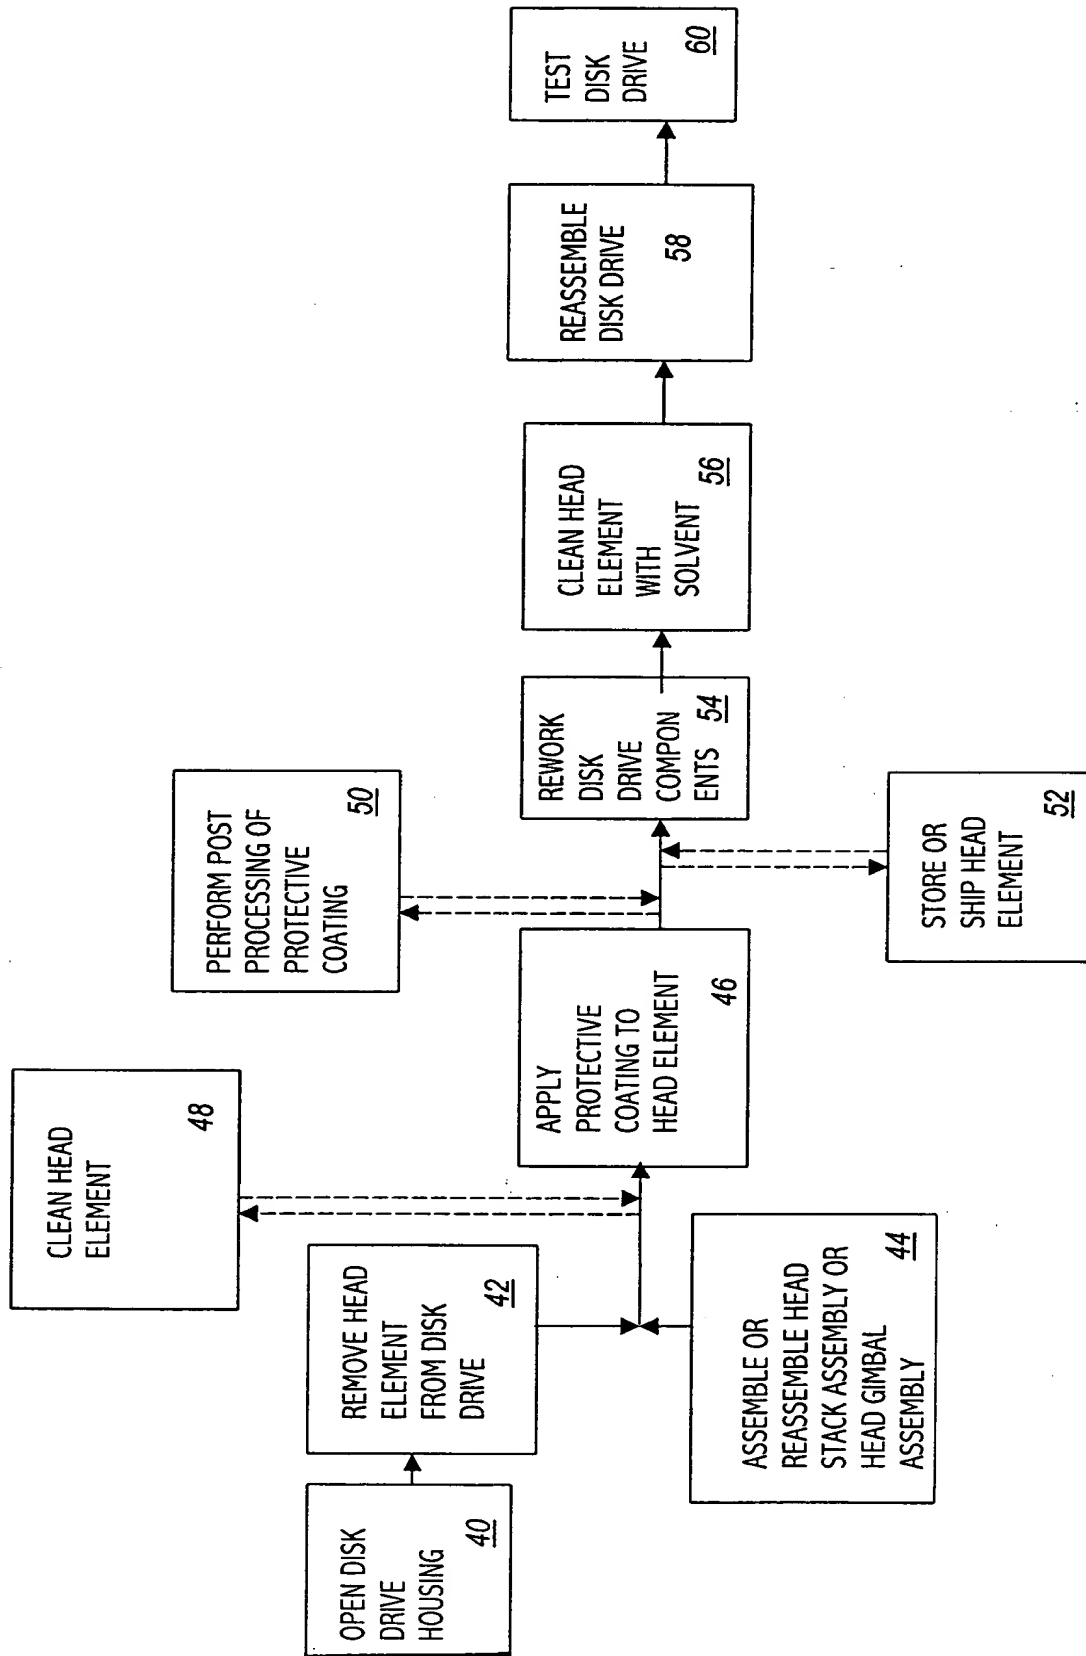 OPEN DISK
DRIVE
HOUSING
40
REMOVE HEAD
ELEMENT
FROM DISK
DRIVE
42
ASSEMBLE OR
REASSEMBLE HEAD
STACK ASSEMBLY OR
HEAD GIMBAL
ASSEMBLY
44
CLEAN HEAD
ELEMENT
48
APPLY
PROTECTIVE
COATING TO
HEAD ELEMENT
46
PERFORM POST
PROCESSING OF
PROTECTIVE
COATING
50
STORE OR
SHIP HEAD
ELEMENT
52
REWORK
DISK
DRIVE
COMPON
ENTS
54
CLEAN HEAD
ELEMENT
WITH
SOLVENT
56
REASSEMBLE
DISK DRIVE
58
TEST
DISK
DRIVE
60